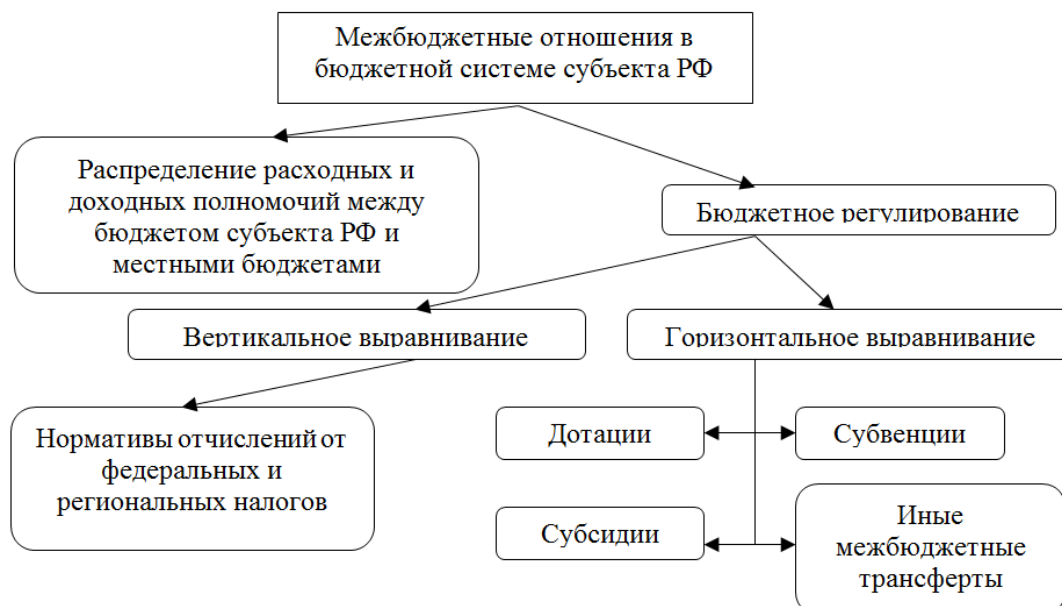 Межбюджетные отношения в
бюджетной системе субъекта РФ
Распределение расходных и
доходных полномочий между
бюджетом субъекта РФ и
местными бюджетами
Бюджетное регулирование
Вертикальное выравнивание
Горизонтальное выравнивание
Нормативы отчислений от
федеральных и
региональных налогов
Дотации
Субвенции
Субсидии
Иные
межбюджетные
трансферты